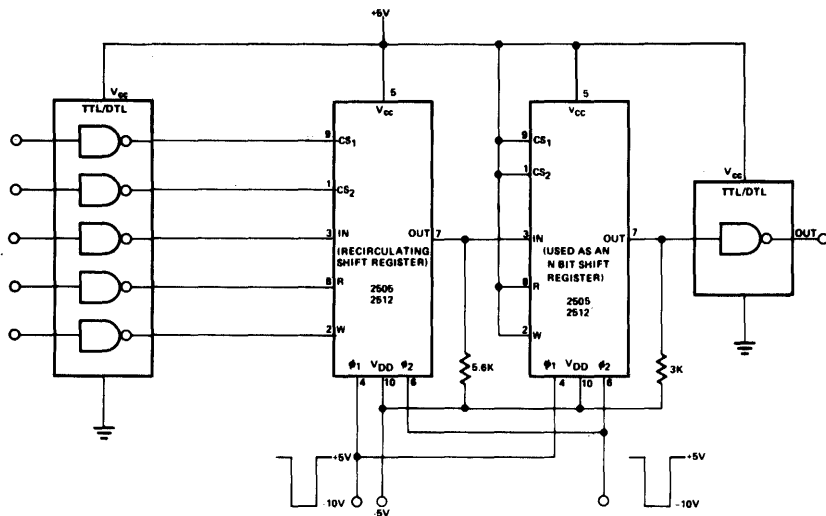 +5V
VCC
TTL/DTL
5
VCC
9 CS1
1 CS2
3 IN
8 R
2 W
OUT 7
(RECIRCULATING
SHIFT REGISTER)
2505
2512
ϕ1 VDD ϕ2
4 10 6
5.6K
5
VCC
9 CS1
1 CS2
3 IN
8 R
2 W
OUT 7
(USED AS AN
N BIT SHIFT
REGISTER)
2505
2512
ϕ1 VDD ϕ2
4 10 6
3K
VCC
TTL/DTL
OUT
+5V
-10V
-5V
+5V
-10V